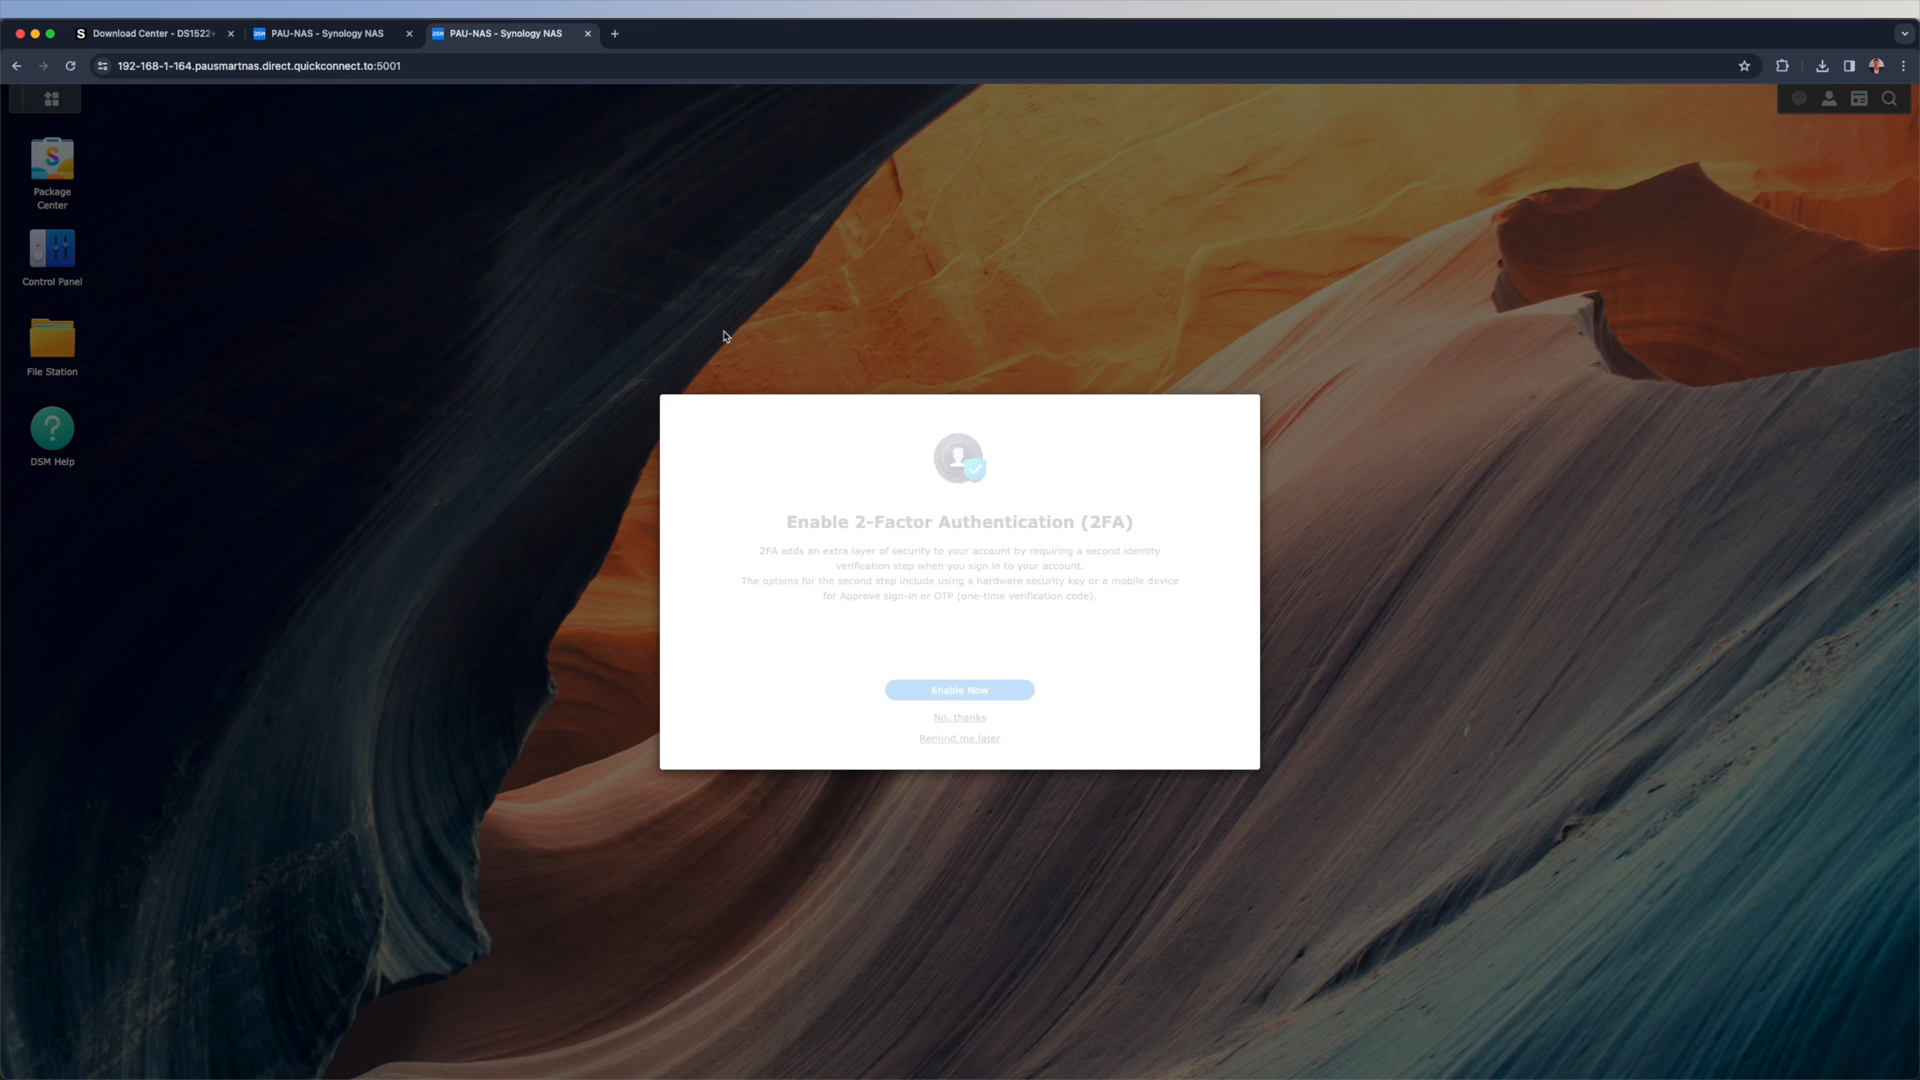 Download Center - DS1522+
PAU-NAS - Synology NAS
PAU-NAS - Synology NAS
192-168-1-164.pausmartnas.direct.quickconnect.to:5001
Package
Center
Control Panel
File Station
DSM Help
Enable 2-Factor Authentication (2FA)
2FA adds an extra layer of security to your account by requiring a second identity
verification step when you sign in to your account.
The options for the second step include using a hardware security key or a mobile device
for Approve sign-in or OTP (one-time verification code).
Enable Now
No, thanks
Remind me later